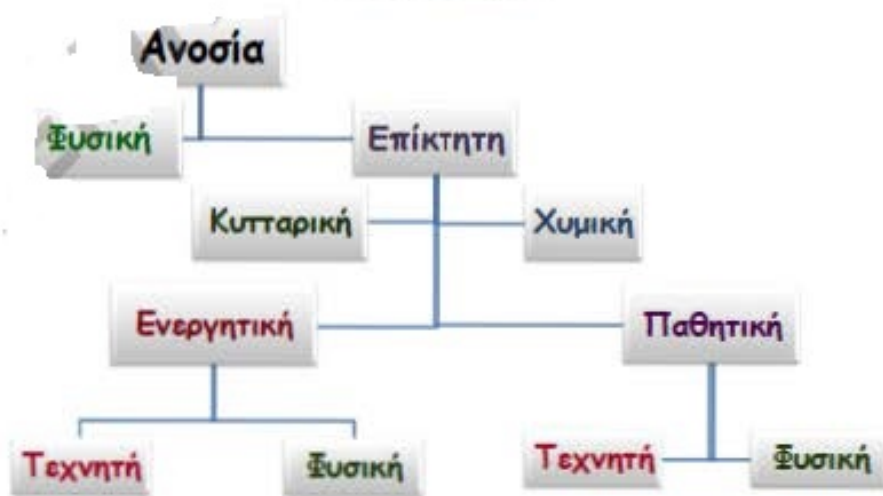 Ανοσία
Φυσική
Επίκτητη
Κυτταρική
Χυμική
Ενεργητική
Παθητική
Τεχνητή
Φυσική
Τεχνητή
Φυσική